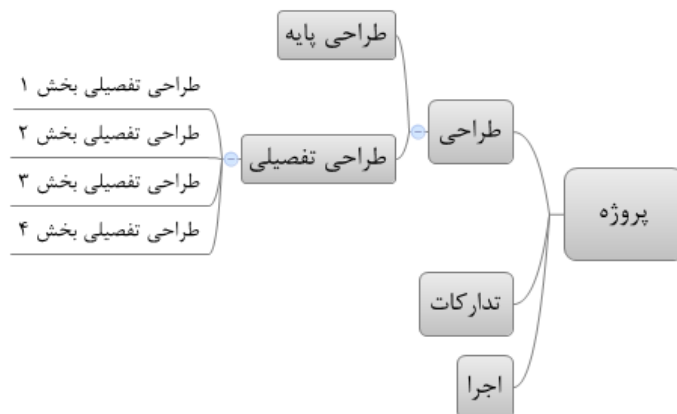 پروژه
طراحی
طراحی پایه
طراحی تفصیلی
طراحی تفصیلی بخش ۱
طراحی تفصیلی بخش ۲
طراحی تفصیلی بخش ۳
طراحی تفصیلی بخش ۴
تدارکات
اجرا